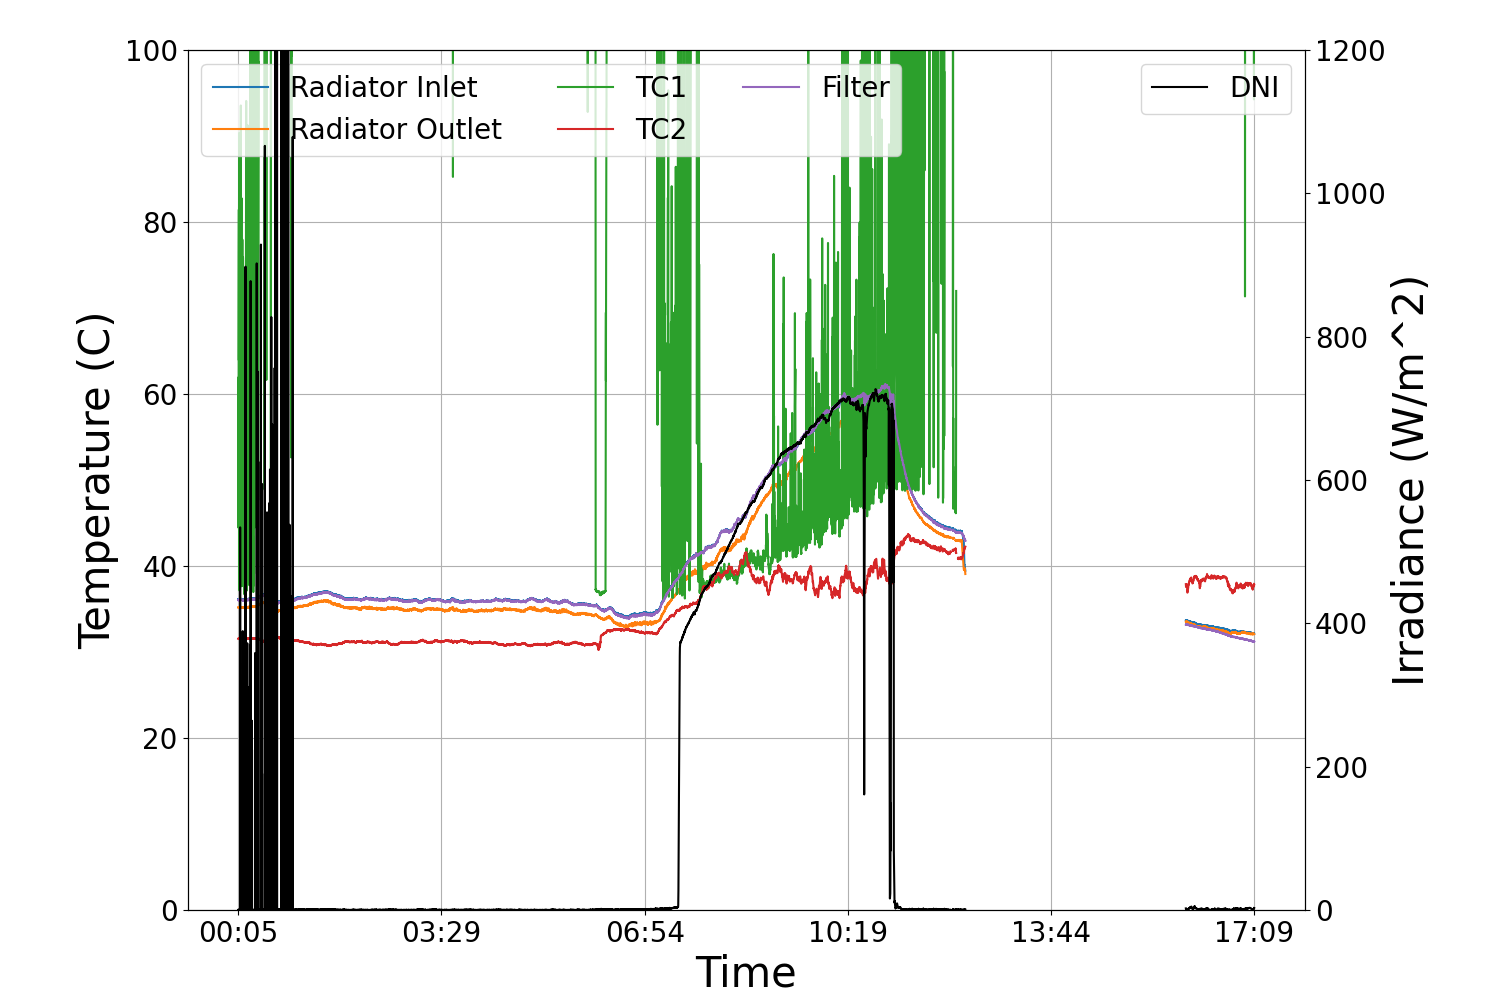 100
80
60
40
20
0
Temperature (C)
Radiator Inlet
Radiator Outlet
TC1
TC2
Filter
DNI
1200
1000
800
600
400
200
0
Irradiance (W/m^2)
00:05 03:29 06:54 10:19 13:44 17:09
Time